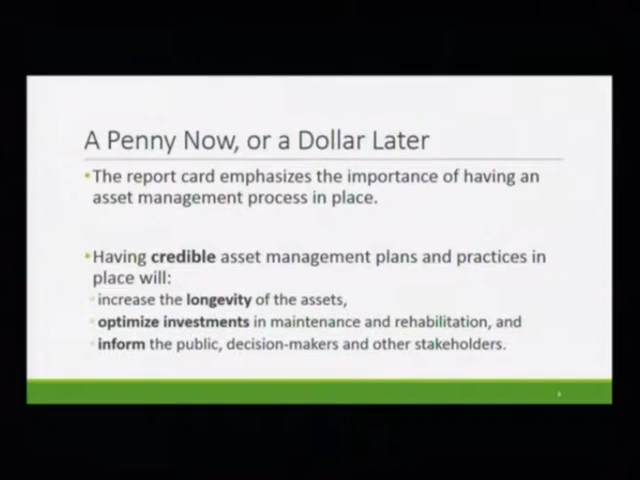 A Penny Now, or a Dollar Later
•The report card emphasizes the importance of having an
asset management process in place.
•Having credible asset management plans and practices in
place will:
◦increase the longevity of the assets,
◦optimize investments in maintenance and rehabilitation, and
◦inform the public, decision-makers and other stakeholders.